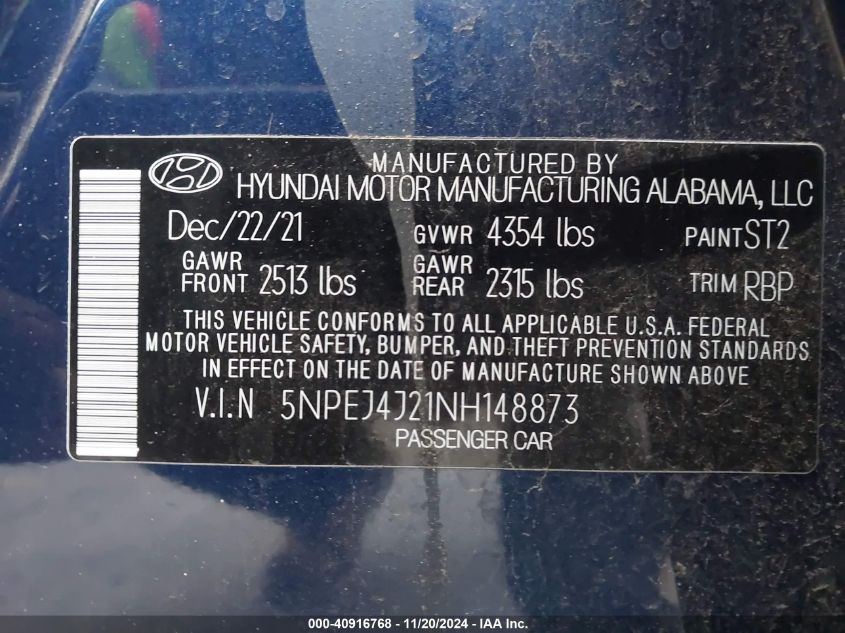 MANUFACTURED BY
HYUNDAI MOTOR MANUFACTURING ALABAMA, LLC
Dec/22/21 GVWR 4354 lbs PAINT ST2
GAWR FRONT 2513 lbs GAWR REAR 2315 lbs TRIM RBP
THIS VEHICLE CONFORMS TO ALL APPLICABLE U.S.A. FEDERAL
MOTOR VEHICLE SAFETY, BUMPER, AND THEFT PREVENTION STANDARDS
IN EFFECT ON THE DATE OF MANUFACTURE SHOWN ABOVE
V.I.N 5NPEJ4J21NH148873
PASSENGER CAR
000-40916768 - 11/20/2024 - IAA Inc.